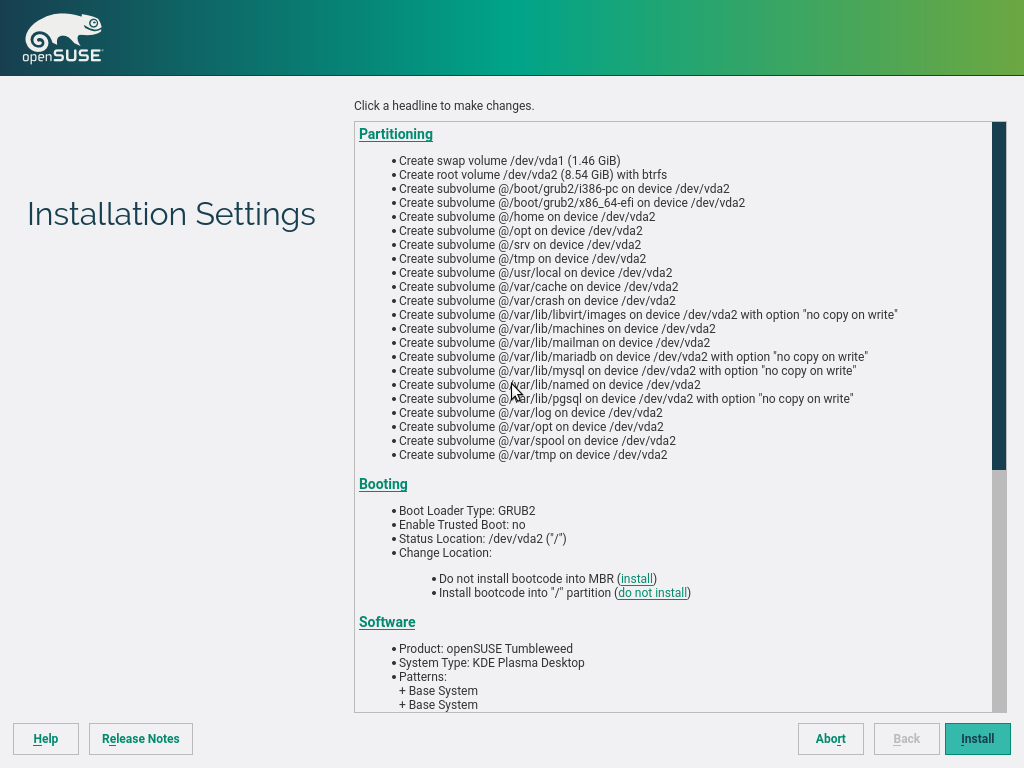 openSUSE
Click a headline to make changes.
Installation Settings
Partitioning
Create swap volume /dev/vda1 (1.46 GiB)
Create root volume /dev/vda2 (8.54 GiB) with btrfs
Create subvolume @/boot/grub2/i386-pc on device /dev/vda2
Create subvolume @/boot/grub2/x86_64-efi on device /dev/vda2
Create subvolume @/home on device /dev/vda2
Create subvolume @/opt on device /dev/vda2
Create subvolume @/srv on device /dev/vda2
Create subvolume @/tmp on device /dev/vda2
Create subvolume @/usr/local on device /dev/vda2
Create subvolume @/var/cache on device /dev/vda2
Create subvolume @/var/crash on device /dev/vda2
Create subvolume @/var/lib/libvirt/images on device /dev/vda2 with option "no copy on write"
Create subvolume @/var/lib/machines on device /dev/vda2
Create subvolume @/var/lib/mailman on device /dev/vda2
Create subvolume @/var/lib/mariadb on device /dev/vda2 with option "no copy on write"
Create subvolume @/var/lib/mysql on device /dev/vda2 with option "no copy on write"
Create subvolume @/var/lib/named on device /dev/vda2
Create subvolume @/var/lib/pgsql on device /dev/vda2 with option "no copy on write"
Create subvolume @/var/log on device /dev/vda2
Create subvolume @/var/opt on device /dev/vda2
Create subvolume @/var/spool on device /dev/vda2
Create subvolume @/var/tmp on device /dev/vda2
Booting
Boot Loader Type: GRUB2
Enable Trusted Boot: no
Status Location: /dev/vda2 ("/")
Change Location:
Do not install bootcode into MBR (install)
Install bootcode into "/" partition (do not install)
Software
Product: openSUSE Tumbleweed
System Type: KDE Plasma Desktop
Patterns:
+ Base System
+ Base System
Help
Release Notes
Abort
Back
Install